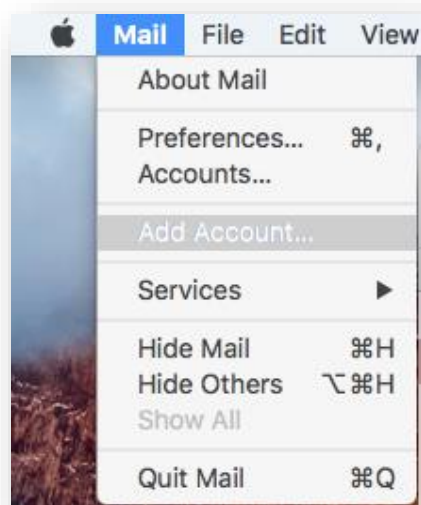 Mail File Edit View
About Mail
Preferences... ⌘,
Accounts...
Add Account...
Services ▶
Hide Mail ⌘H
Hide Others ⌥⌘H
Show All
Quit Mail ⌘Q